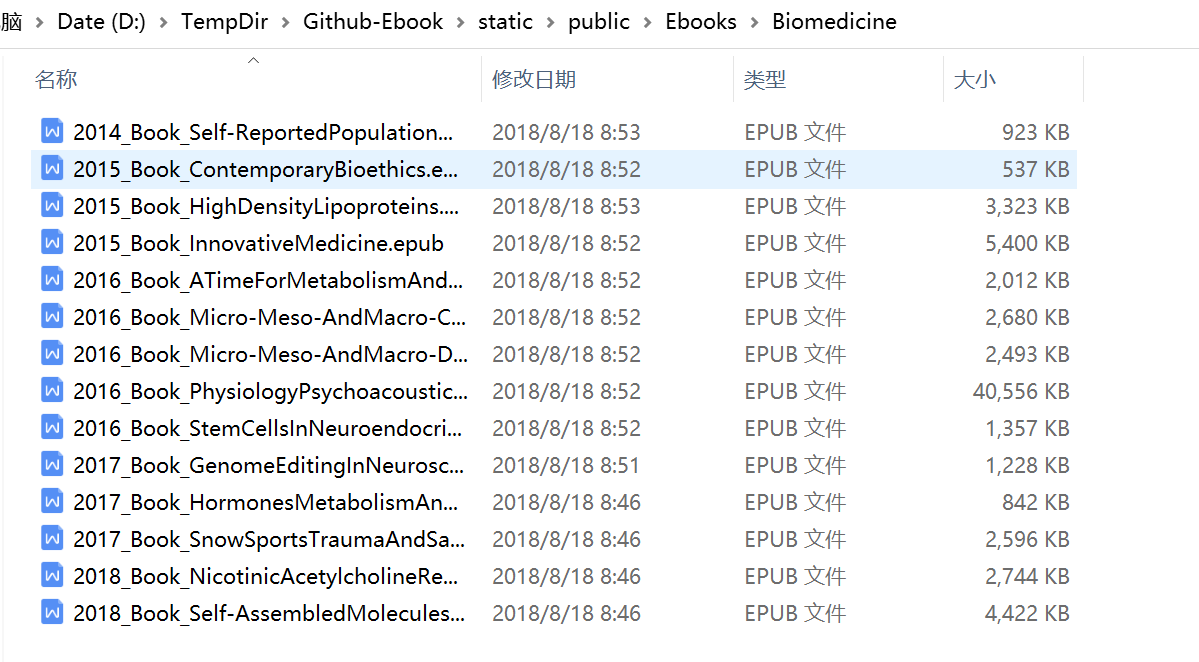 脑 > Date (D:) > TempDir > Github-Ebook > static > public > Ebooks > Biomedicine
名称 修改日期 类型 大小
2014_Book_Self-ReportedPopulation... 2018/8/18 8:53 EPUB 文件 923 KB
2015_Book_ContemporaryBioethics.e... 2018/8/18 8:52 EPUB 文件 537 KB
2015_Book_HighDensityLipoproteins.... 2018/8/18 8:53 EPUB 文件 3,323 KB
2015_Book_InnovativeMedicine.epub 2018/8/18 8:52 EPUB 文件 5,400 KB
2016_Book_ATimeForMetabolismAnd... 2018/8/18 8:52 EPUB 文件 2,012 KB
2016_Book_Micro-Meso-AndMacro-C... 2018/8/18 8:52 EPUB 文件 2,680 KB
2016_Book_Micro-Meso-AndMacro-D... 2018/8/18 8:52 EPUB 文件 2,493 KB
2016_Book_PhysiologyPsychoacoustic... 2018/8/18 8:52 EPUB 文件 40,556 KB
2016_Book_StemCellsInNeuroendocri... 2018/8/18 8:52 EPUB 文件 1,357 KB
2017_Book_GenomeEditingInNeurosc... 2018/8/18 8:51 EPUB 文件 1,228 KB
2017_Book_HormonesMetabolismAn... 2018/8/18 8:46 EPUB 文件 842 KB
2017_Book_SnowSportsTraumaAndSa... 2018/8/18 8:46 EPUB 文件 2,596 KB
2018_Book_NicotinicAcetylcholineRe... 2018/8/18 8:46 EPUB 文件 2,744 KB
2018_Book_Self-AssembledMolecules... 2018/8/18 8:46 EPUB 文件 4,422 KB